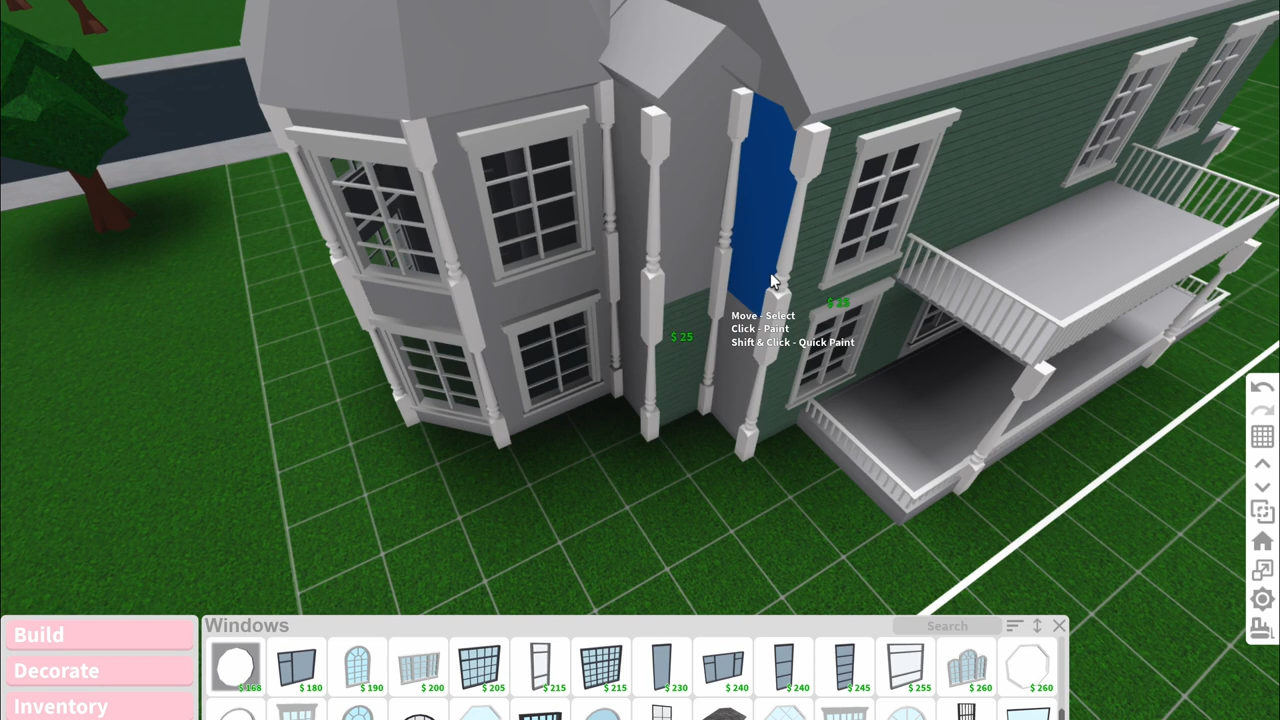 $ 25
Move - Select
Click - Paint
Shift & Click - Quick Paint
$ 25
Build
Decorate
Inventory
Windows
Search
$ 168
$ 180
$ 190
$ 200
$ 205
$ 215
$ 215
$ 230
$ 240
$ 240
$ 245
$ 255
$ 260
$ 260